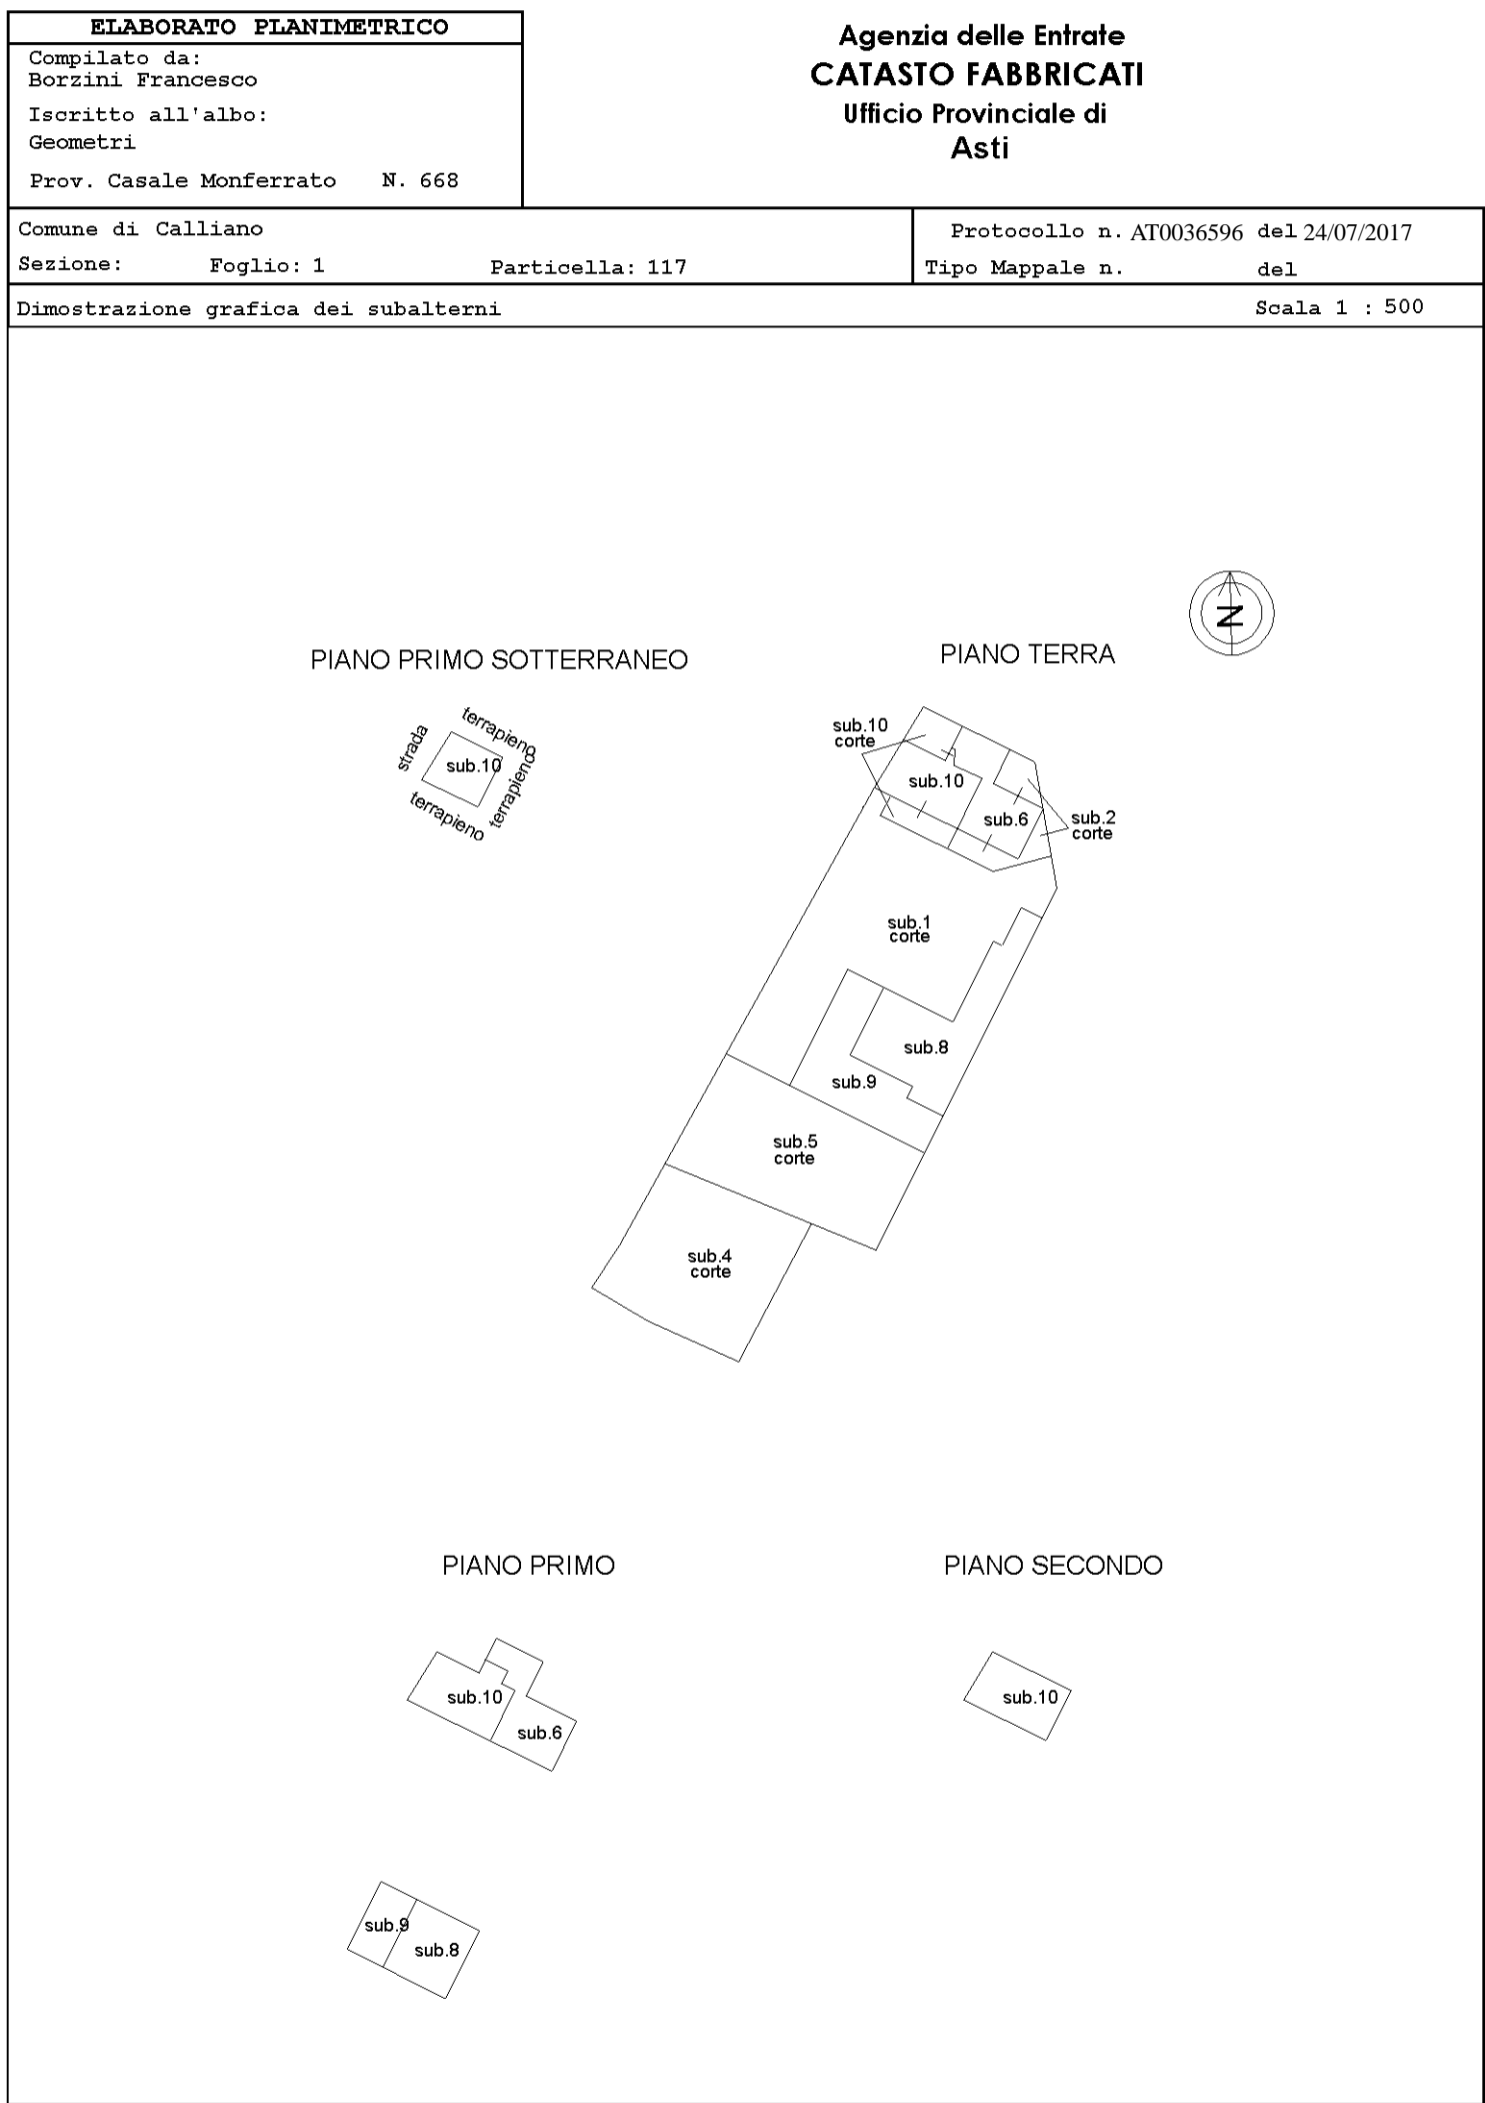 ELABORATO PLANIMETRICO
Compilato da:
Borzini Francesco
Iscritto all'albo:
Geometri
Prov. Casale Monferrato N. 668
Agenzia delle Entrate
CATASTO FABBRICATI
Ufficio Provinciale di
Asti
Comune di Calliano
Sezione: Foglio: 1 Particella: 117
Protocollo n. AT0036596 del 24/07/2017
Tipo Mappale n. del
Dimostrazione grafica dei subalterni
Scala 1 : 500
N
PIANO PRIMO SOTTERRANEO
terrapieno
strada
sub.10
terrapieno
terrapieno
PIANO TERRA
sub.10
corte
sub.10
sub.6
sub.2
corte
sub.1
corte
sub.8
sub.9
sub.5
corte
sub.4
corte
PIANO PRIMO
sub.10
sub.6
sub.9
sub.8
PIANO SECONDO
sub.10